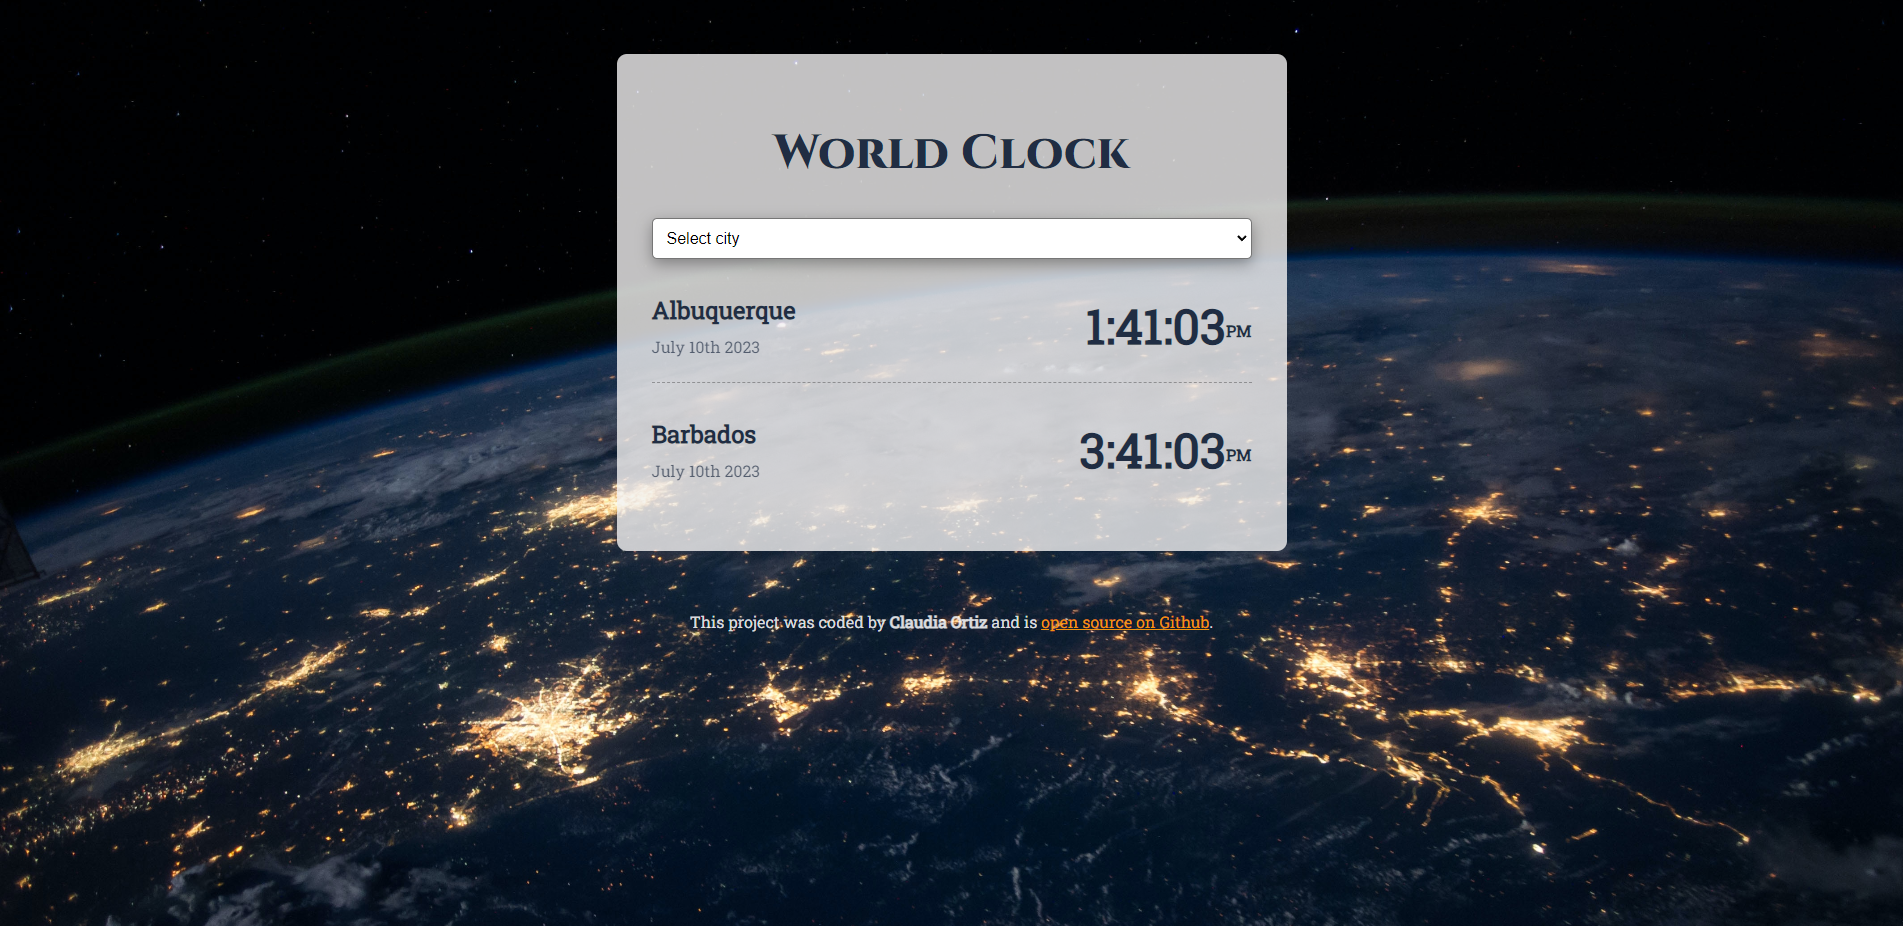 World Clock
Select city
Albuquerque
1:41:03PM
July 10th 2023
Barbados
3:41:03PM
July 10th 2023
This project was coded by Claudia Ortiz and is open source on Github.